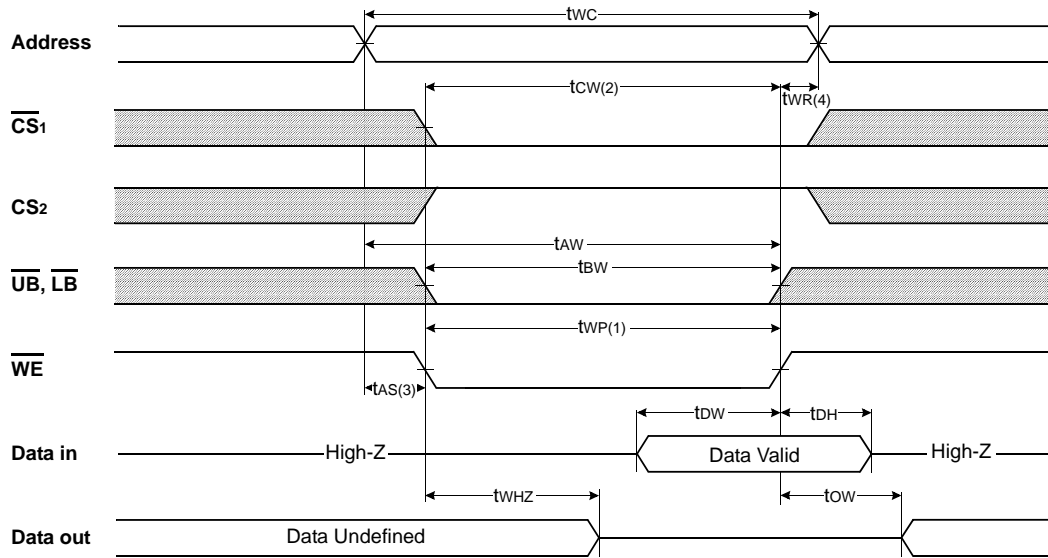 tWC
Address
tCW(2)
tWR(4)
CS1
CS2
tAW
tBW
UB, LB
tWP(1)
WE
tAS(3)
tDW
tDH
Data in
High-Z
Data Valid
High-Z
tWHZ
tOW
Data out
Data Undefined